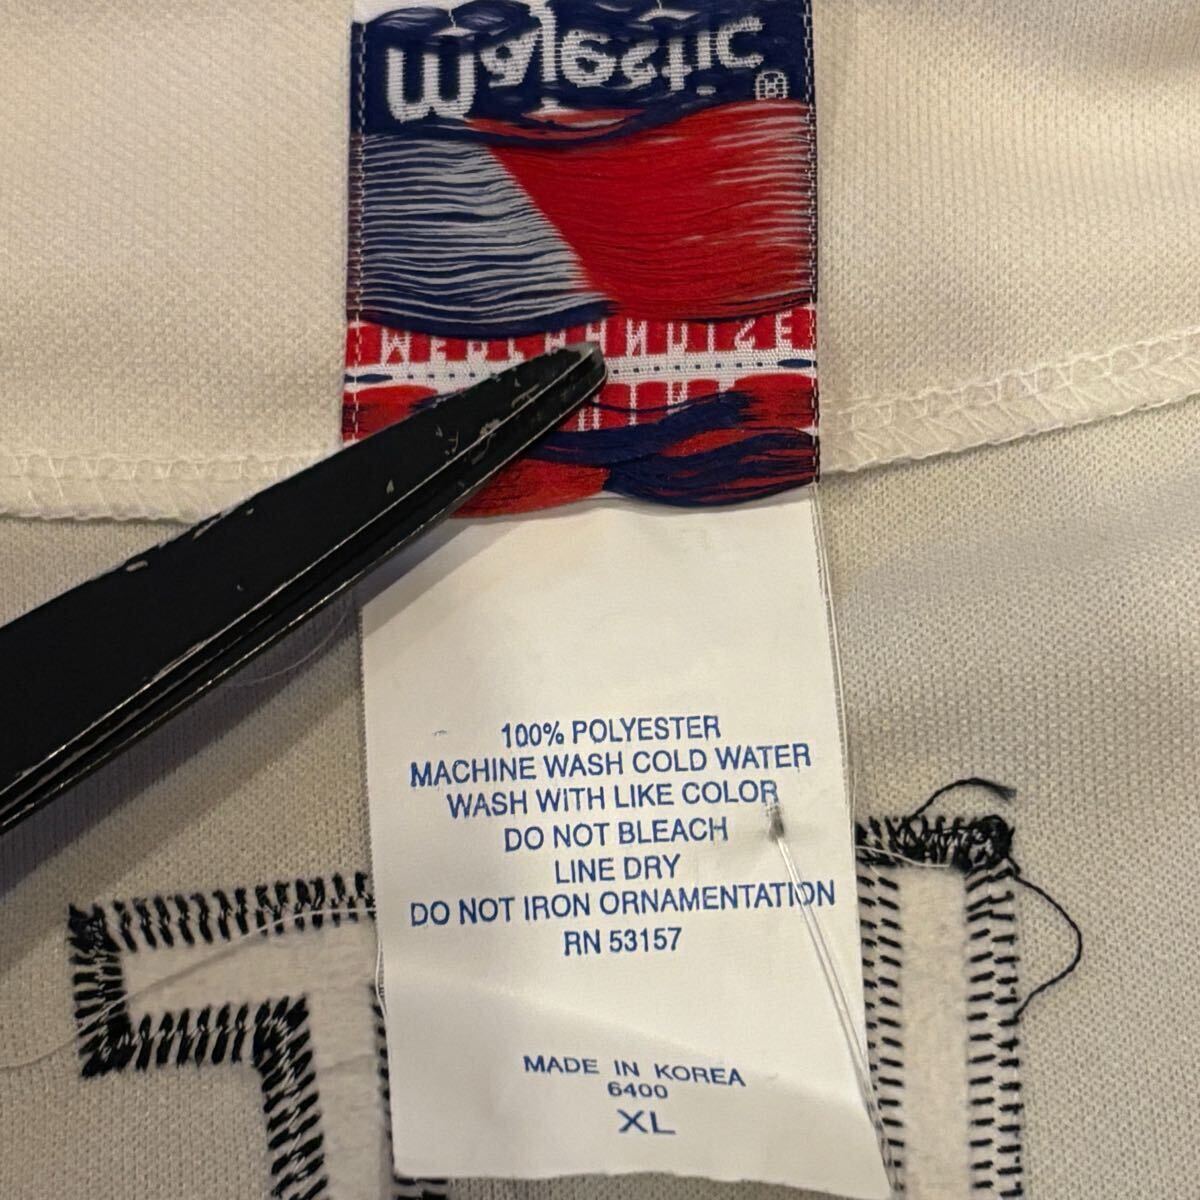 Majestic ®
MERCHANDISE
100% POLYESTER
MACHINE WASH COLD WATER
WASH WITH LIKE COLOR
DO NOT BLEACH
LINE DRY
DO NOT IRON ORNAMENTATION
RN 53157
MADE IN KOREA
6400
XL